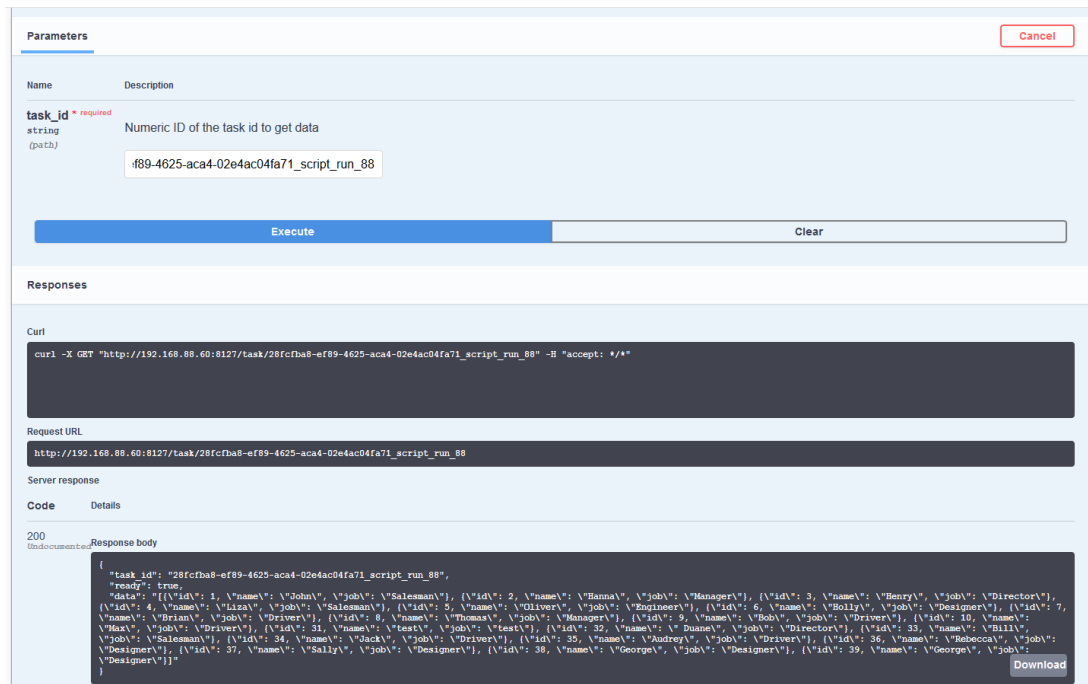 Parameters
Cancel
Name Description
task_id * required
string
(path)
Numeric ID of the task id to get data
ef89-4625-aca4-02e4ac04fa71_script_run_88
Execute
Clear
Responses
Curl
curl -X GET "http://192.168.88.60:8127/task/28fcfba8-ef89-4625-aca4-02e4ac04fa71_script_run_88" -H "accept: */*"
Request URL
http://192.168.88.60:8127/task/28fcfba8-ef89-4625-aca4-02e4ac04fa71_script_run_88
Server response
Code Details
200
Undocumented
Response body
{
"task_id": "28fcfba8-ef89-4625-aca4-02e4ac04fa71_script_run_88",
"ready": true,
"data": "[{\"id\": 1, \"name\": \"John\", \"job\": \"Salesman\"}, {\"id\": 2, \"name\": \"Hanna\", \"job\": \"Manager\"}, {\"id\": 3, \"name\": \"Henry\", \"job\": \"Director\"},
{\"id\": 4, \"name\": \"Liza\", \"job\": \"Salesman\"}, {\"id\": 5, \"name\": \"Oliver\", \"job\": \"Engineer\"}, {\"id\": 6, \"name\": \"Holly\", \"job\": \"Designer\"}, {\"id\": 7,
\"name\": \"Brian\", \"job\": \"Driver\"}, {\"id\": 8, \"name\": \"Thomas\", \"job\": \"Manager\"}, {\"id\": 9, \"name\": \"Bob\", \"job\": \"Driver\"}, {\"id\": 10, \"name\":
\"Max\", \"job\": \"Driver\"}, {\"id\": 31, \"name\": \"test\", \"job\": \"test\"}, {\"id\": 32, \"name\": \" Duane\", \"job\": \"Director\"}, {\"id\": 33, \"name\": \"Bill\",
\"job\": \"Salesman\"}, {\"id\": 34, \"name\": \"Jack\", \"job\": \"Driver\"}, {\"id\": 35, \"name\": \"Audrey\", \"job\": \"Driver\"}, {\"id\": 36, \"name\": \"Rebecca\", \"job\":
\"Designer\"}, {\"id\": 37, \"name\": \"Sally\", \"job\": \"Designer\"}, {\"id\": 38, \"name\": \"George\", \"job\": \"Designer\"}, {\"id\": 39, \"name\": \"George\", \"job\":
\"Designer\"}]"
}
Download